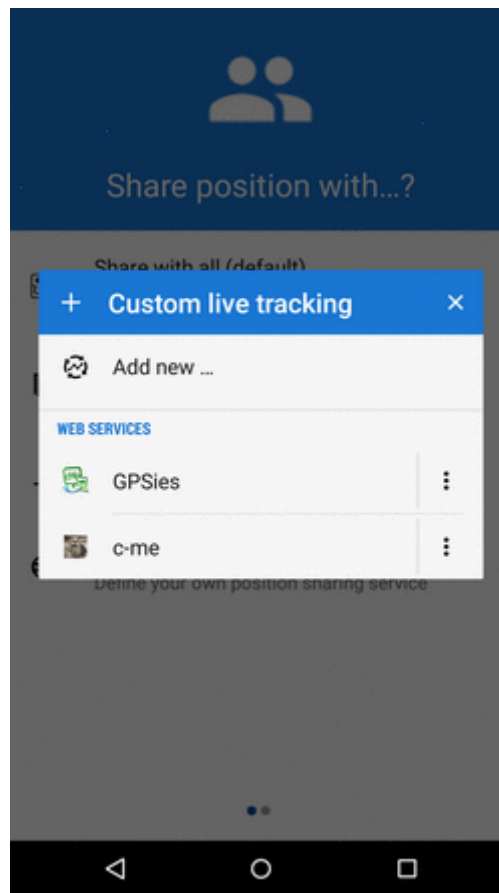 Share position with...?
Share with all (default)
Custom live tracking
Add new ...
WEB SERVICES
GPSies
c-me
Define your own position sharing service